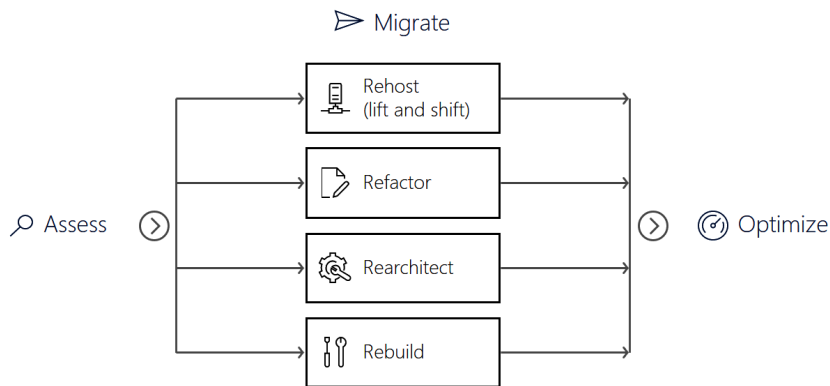 Migrate
Rehost
(lift and shift)
Refactor
Assess
Optimize
Rearchitect
Rebuild